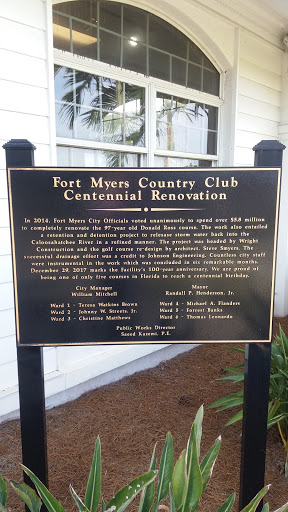 Fort Myers Country Club
Centennial Renovation
In 2014, Fort Myers City Officials voted unanimously to spend over $5.8 million
to completely renovate the 97-year old Donald Ross course. The work also entailed
a retention and detention project to release storm water back into the
Caloosahatchee River in a refined manner. The project was headed by Wright
Construction and the golf course re-design by architect, Steve Smyers. The
successful drainage effort was a credit to Johnson Engineering. Countless city staff
were instrumental in the work which was concluded in six remarkable months.
December 29, 2017 marks the Facility's 100-year anniversary. We are proud of
being one of only five courses in Florida to reach a centennial birthday.
City Manager
William Mitchell
Mayor
Randall P. Henderson, Jr.
Ward 1 - Teresa Watkins Brown
Ward 2 - Johnny W. Streets, Jr.
Ward 3 - Christine Matthews
Ward 4 - Michael A. Flanders
Ward 5 - Forrest Banks
Ward 6 - Thomas Leonardo
Public Works Director
Saeed Kazemi, P.E.